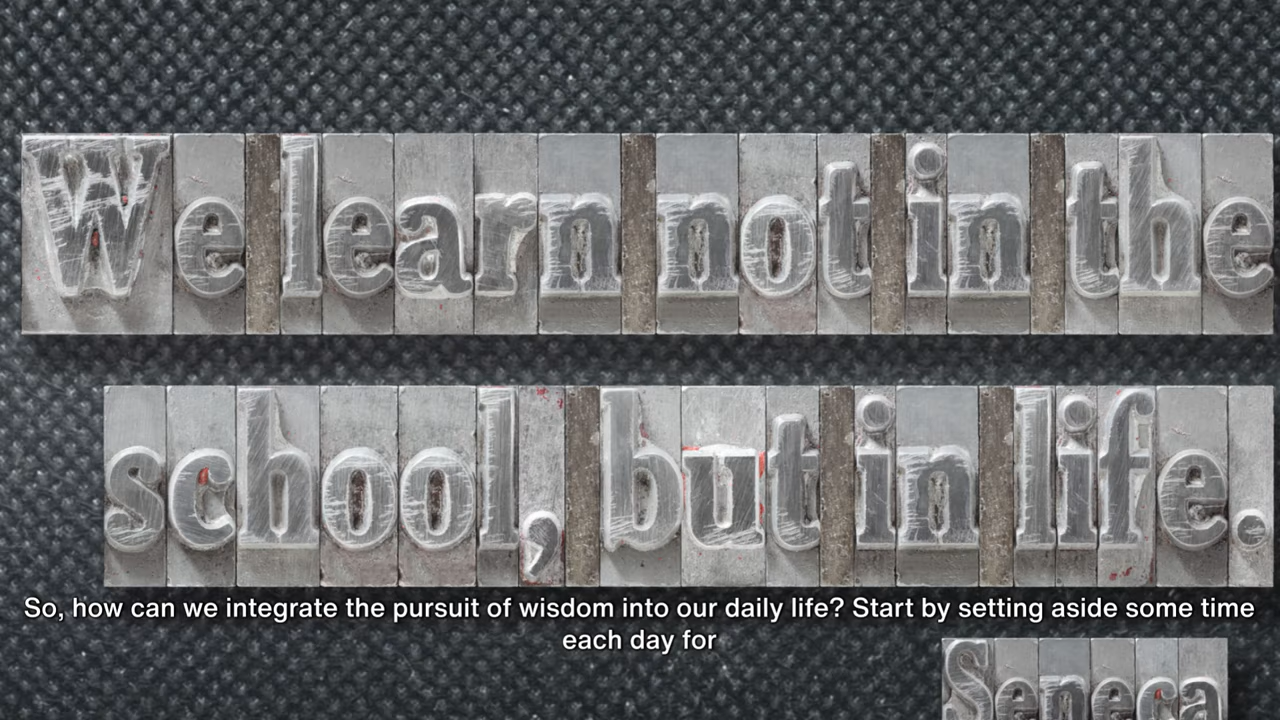 We learn not in the
school, but in life.
So, how can we integrate the pursuit of wisdom into our daily life? Start by setting aside some time
each day for
Seneca